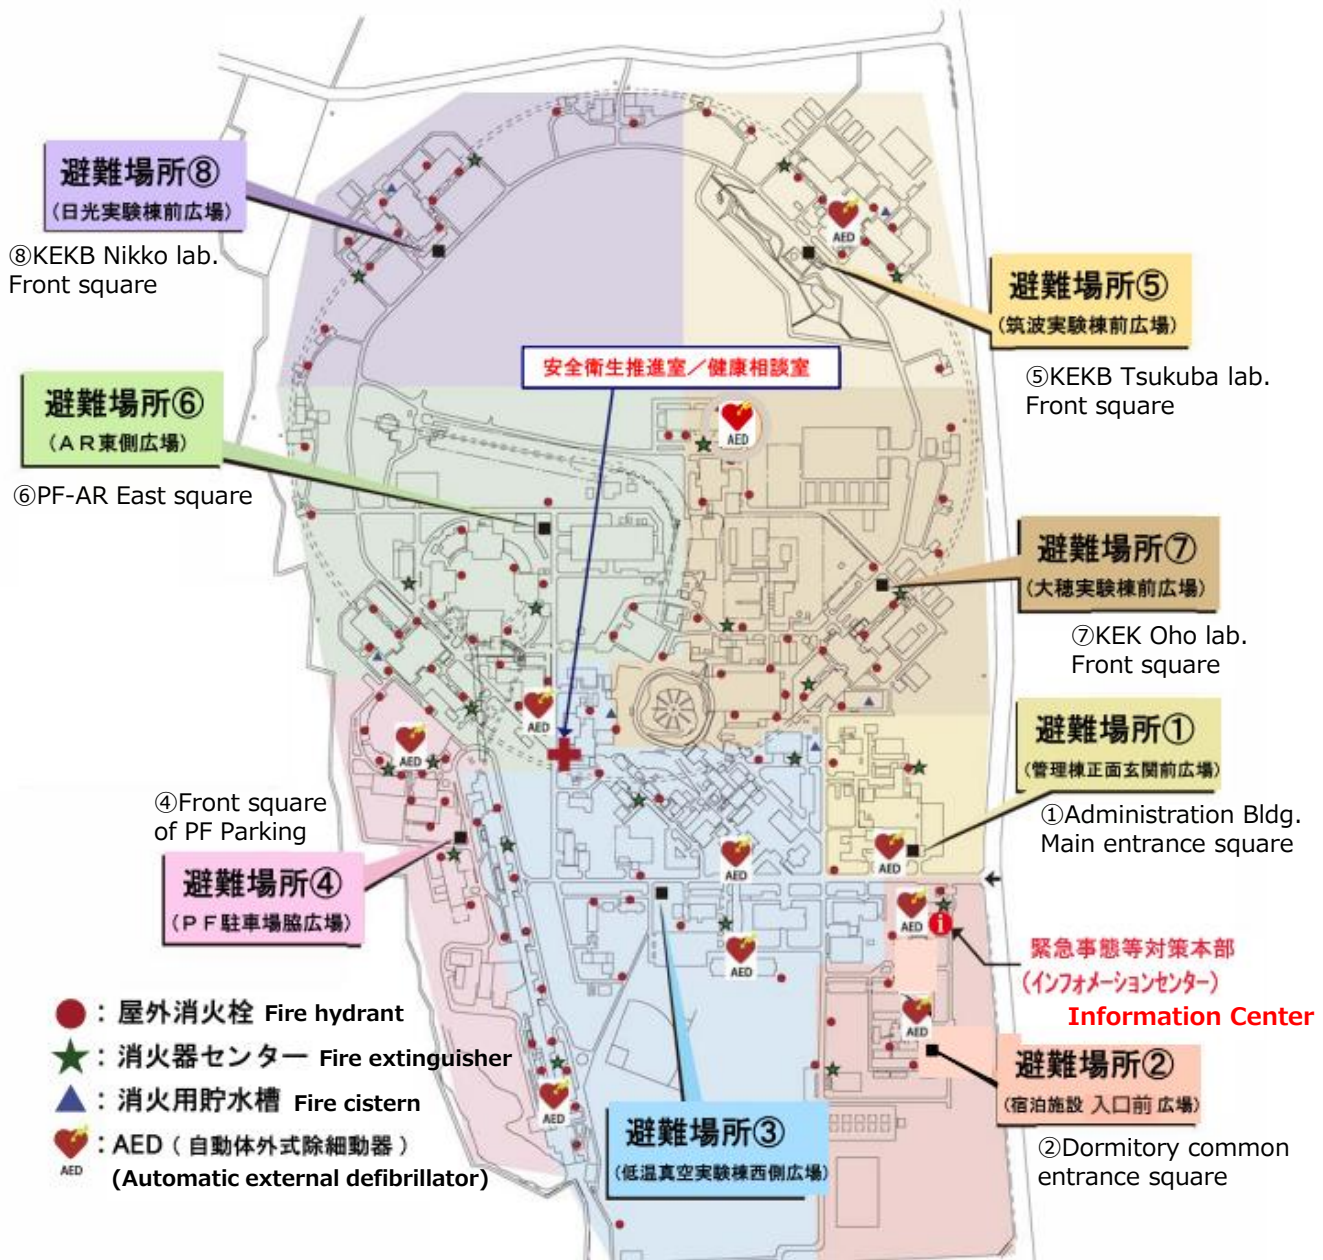 避難場所⑧
(日光実験棟前広場)
⑧KEKB Nikko lab.
Front square
AED
避難場所⑤
(筑波実験棟前広場)
⑤KEKB Tsukuba lab.
Front square
安全衛生推進室／健康相談室
避難場所⑥
(ＡＲ東側広場)
⑥PF-AR East square
AED
避難場所⑦
(大穂実験棟前広場)
⑦KEK Oho lab.
Front square
AED
AED
避難場所①
(管理棟正面玄関前広場)
①Administration Bldg.
Main entrance square
④Front square
of PF Parking
避難場所④
(ＰＦ駐車場脇広場)
AED
AED
AED
i
緊急事態等対策本部
(インフォメーションセンター)
Information Center
AED
AED
避難場所②
(宿泊施設 入口前 広場)
②Dormitory common
entrance square
避難場所③
(低温真空実験棟西側広場)
AED
：屋外消火栓 Fire hydrant
：消火器センター Fire extinguisher
：消火用貯水槽 Fire cistern
：AED（自動体外式除細動器）
AED
(Automatic external defibrillator)